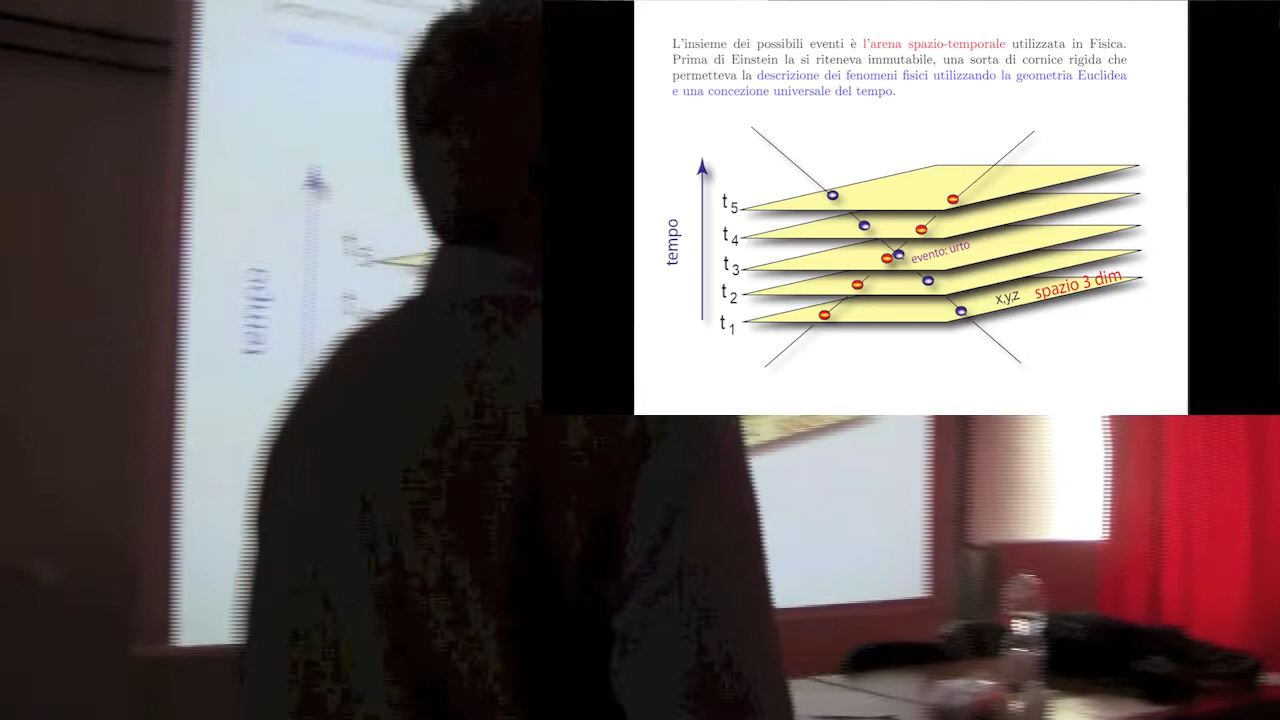 L'insieme dei possibili eventi è l'arena spazio-temporale utilizzata in Fisica.
Prima di Einstein la si riteneva immutabile, una sorta di cornice rigida che
permetteva la descrizione dei fenomeni fisici utilizzando la geometria Euclidea
e una concezione universale del tempo.
tempo
t5
t4
t3
t2
t1
evento: urto
x,y,z
spazio 3 dim
tempo